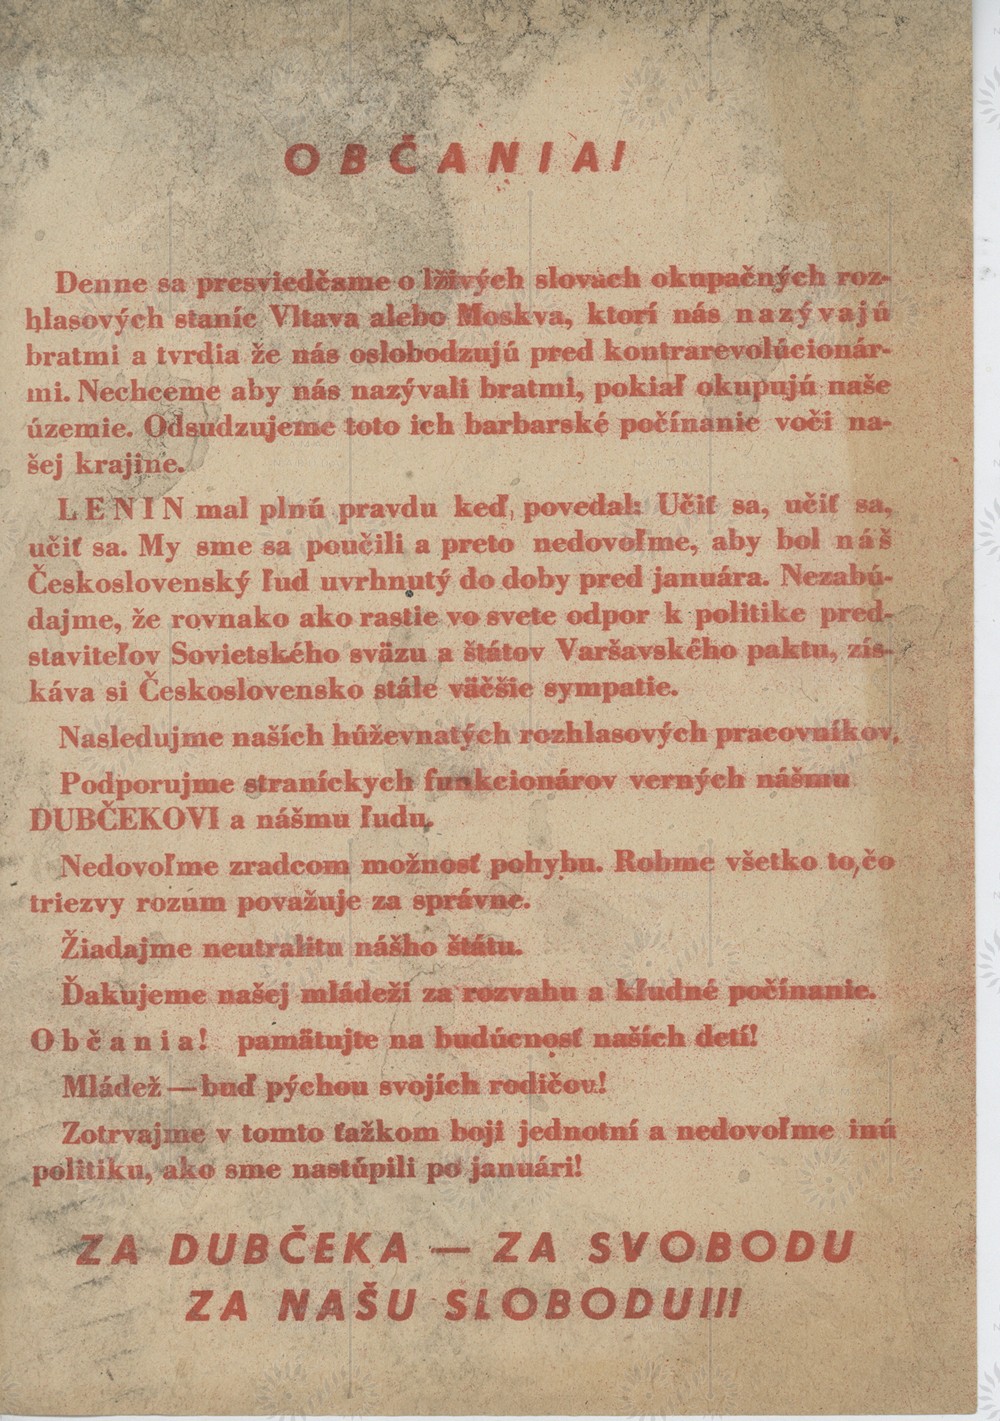 OBČANIA!
Denne sa presviedčame o lživých slovách okupačných roz-
hlasových staníc Vltava alebo Moskva, ktorí nás nazývajú
bratmi a tvrdia že nás oslobodzujú pred kontrarevolúcionár-
mi. Nechceme aby nás nazývali bratmi, pokiaľ okupujú naše
územie. Odsudzujeme toto ich barbarské počínanie voči na-
šej krajine.
LENIN mal plnú pravdu keď, povedal: Učiť sa, učiť sa,
učiť sa. My sme sa poučili a preto nedovoľme, aby bol náš
Československý ľud uvrhnutý do doby pred januára. Nezabú-
dajme, že rovnako ako rastie vo svete odpor k politike pred-
staviteľov Sovietského sväzu a štátov Varšavského paktu, zís-
káva si Československo stále väčšie sympatie.
Nasledujme naších húževnatých rozhlasových pracovníkov.
Podporujme straníckych funkcionárov verných nášmu
DUBČEKOVI a nášmu ľudu.
Nedovoľme zradcom možnosť pohybu. Robme všetko to,čo
triezvy rozum považuje za správne.
Žiadajme neutralitu nášho štátu.
Ďakujeme našej mládeži za rozvahu a kľudné počínanie.
Občania! pamätujte na budúcnosť naších detí!
Mládež — buď pýchou svojích rodičou!
Zotrvajme v tomto ťažkom boji jednotní a nedovoľme inú
politiku, ako sme nastúpili po januári!
ZA DUBČEKA — ZA SVOBODU
ZA NAŠU SLOBODU!!!